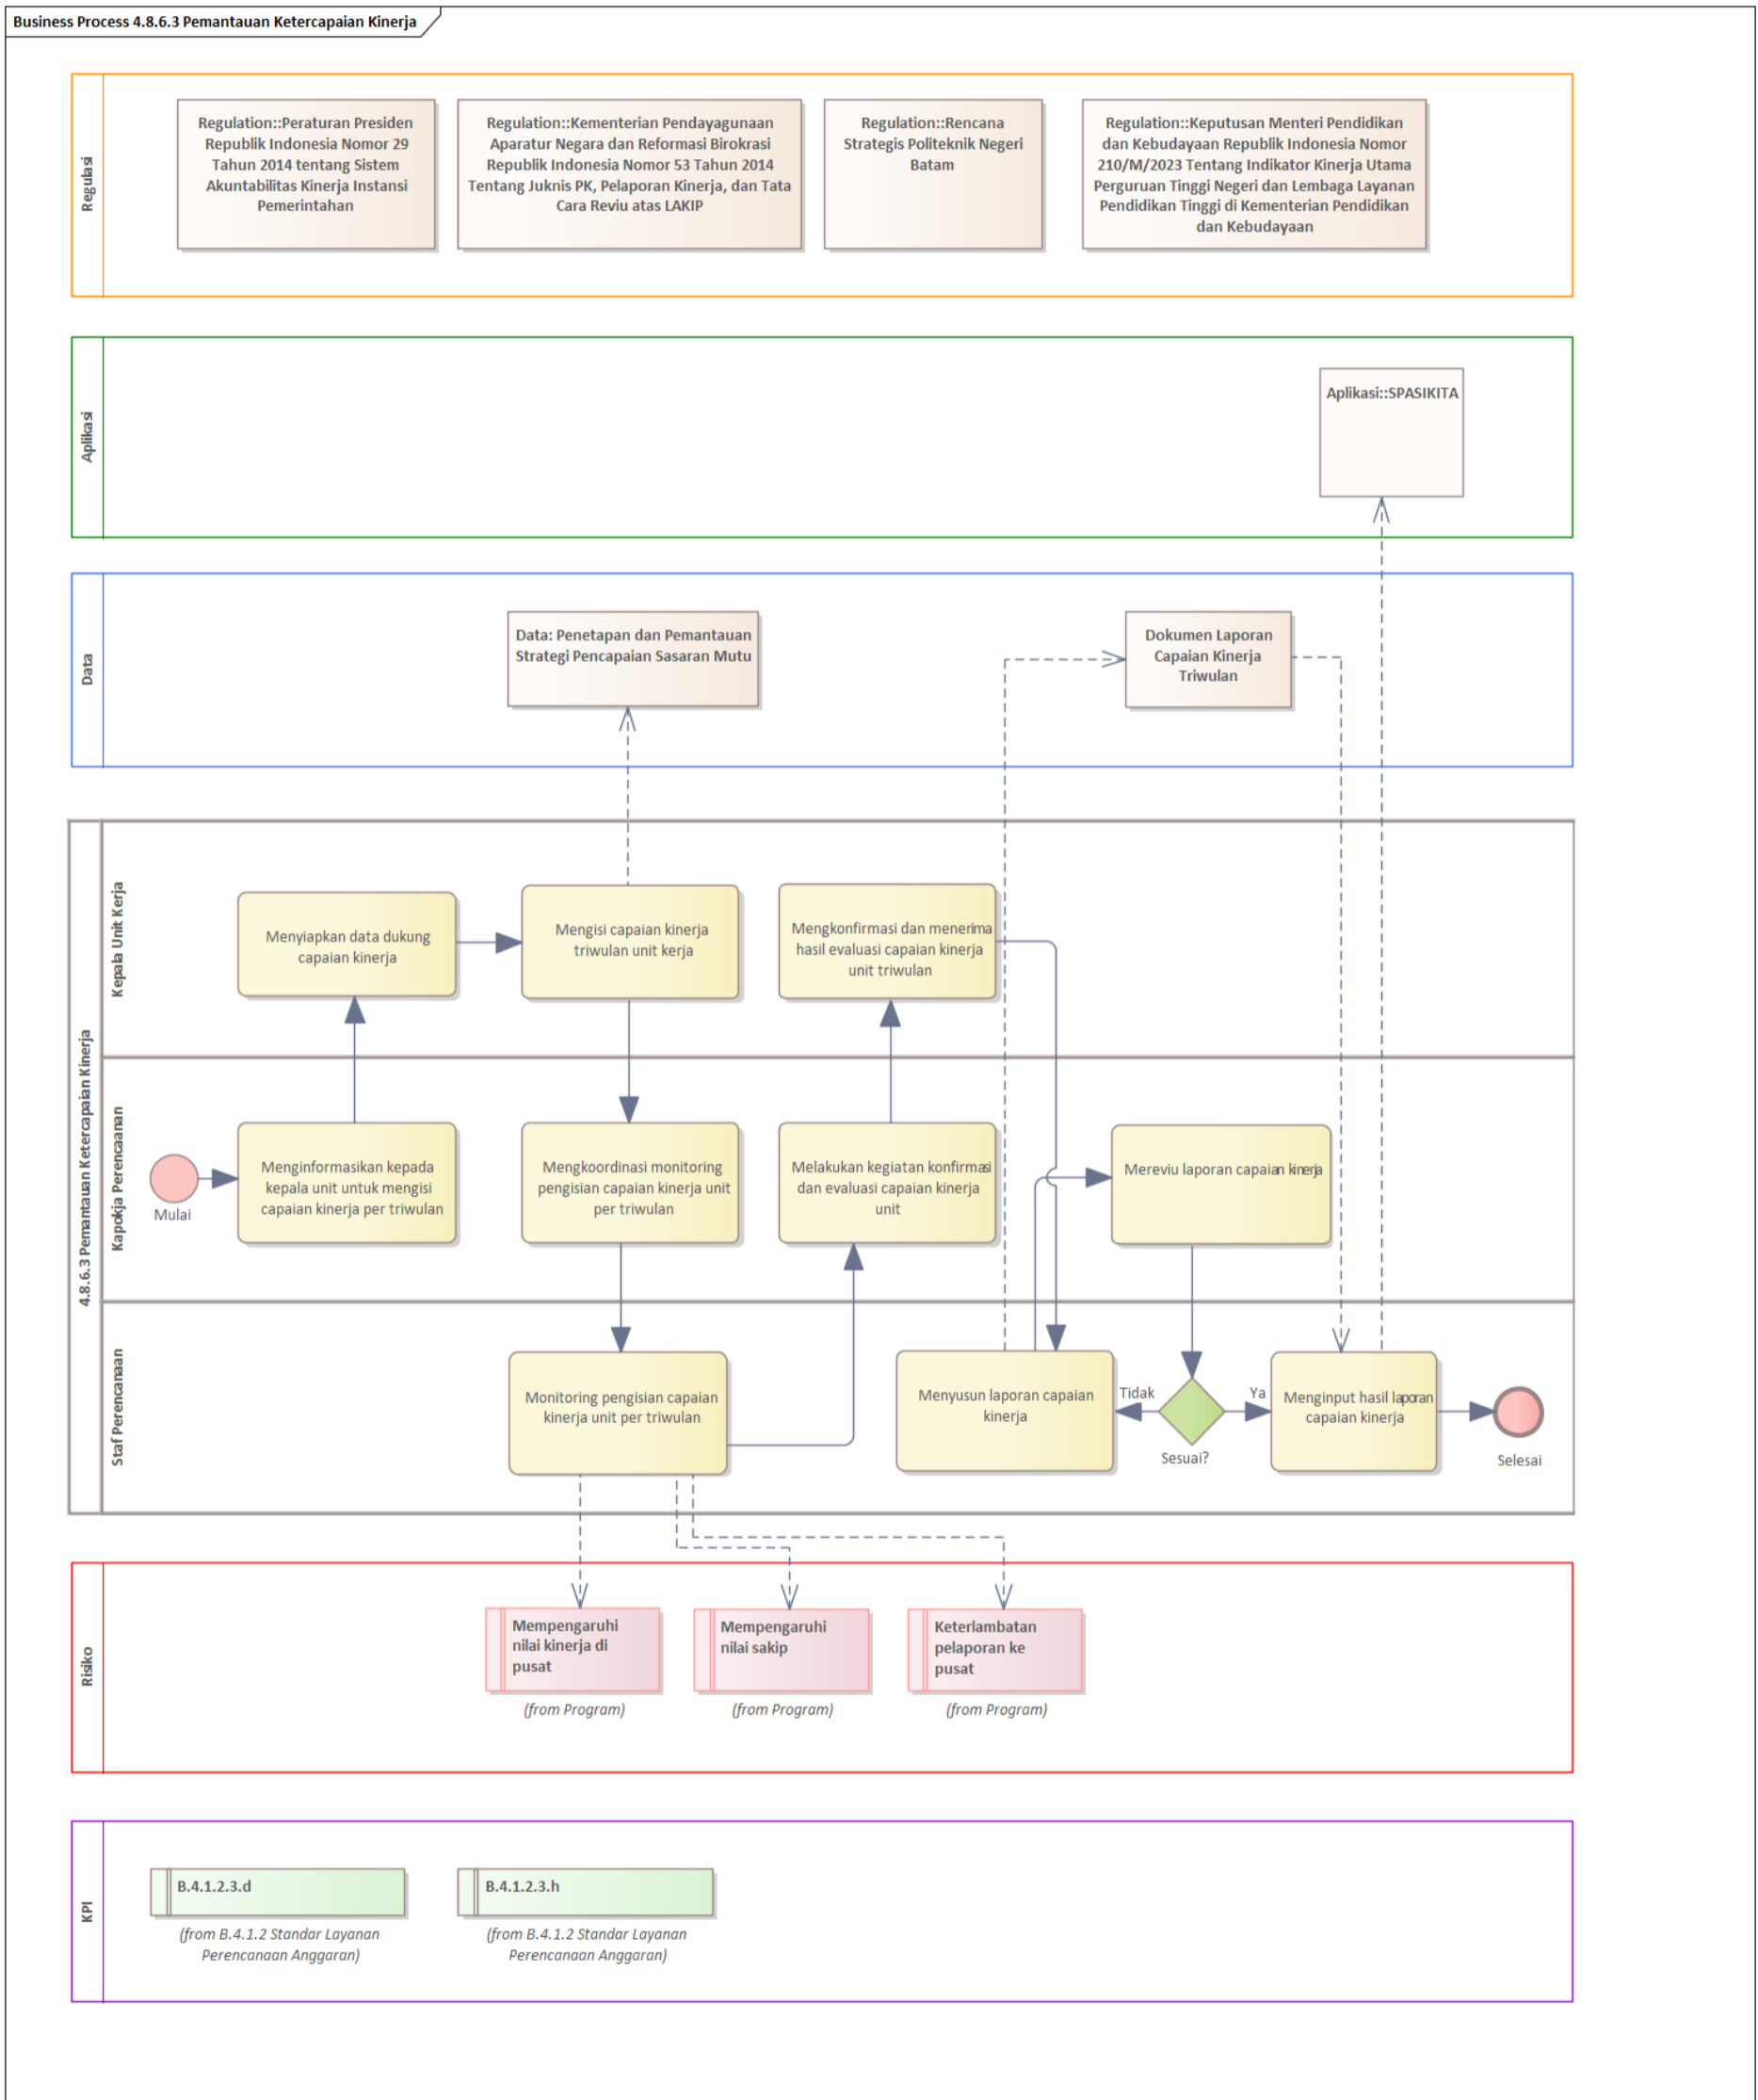 Business Process 4.8.6.3 Pemantauan Ketercapaian Kinerja
Regulasi
Regulation::Peraturan Presiden
Republik Indonesia Nomor 29
Tahun 2014 tentang Sistem
Akuntabilitas Kinerja Instansi
Pemerintahan
Regulation::Kementerian Pendayagunaan
Aparatur Negara dan Reformasi Birokrasi
Republik Indonesia Nomor 53 Tahun 2014
Tentang Juknis PK, Pelaporan Kinerja, dan Tata
Cara Reviu atas LAKIP
Regulation::Rencana
Strategis Politeknik Negeri
Batam
Regulation::Keputusan Menteri Pendidikan
dan Kebudayaan Republik Indonesia Nomor
210/M/2023 Tentang Indikator Kinerja Utama
Perguruan Tinggi Negeri dan Lembaga Layanan
Pendidikan Tinggi di Kementerian Pendidikan
dan Kebudayaan
Aplikasi
Aplikasi::SPASIKITA
Data
Data: Penetapan dan Pemantauan
Strategi Pencapaian Sasaran Mutu
Dokumen Laporan
Capaian Kinerja
Triwulan
4.8.6.3 Pemantauan Ketercapaian Kinerja
Kepala Unit Kerja
Menyiapkan data dukung
capaian kinerja
Mengisi capaian kinerja
triwulan unit kerja
Mengkonfirmasi dan menerima
hasil evaluasi capaian kinerja
unit triwulan
Kapokja Perencaanan
Mulai
Menginformasikan kepada
kepala unit untuk mengisi
capaian kinerja per triwulan
Mengkoordinasi monitoring
pengisian capaian kinerja unit
per triwulan
Melakukan kegiatan konfirmasi
dan evaluasi capaian kinerja
unit
Mereviu laporan capaian kinerja
Staf Perencanaan
Monitoring pengisian capaian
kinerja unit per triwulan
Menyusun laporan capaian
kinerja
Tidak
Sesuai?
Ya
Menginput hasil laporan
capaian kinerja
Selesai
Risiko
Mempengaruhi
nilai kinerja di
pusat
(from Program)
Mempengaruhi
nilai sakip
(from Program)
Keterlambatan
pelaporan ke
pusat
(from Program)
KPI
B.4.1.2.3.d
(from B.4.1.2 Standar Layanan
Perencanaan Anggaran)
B.4.1.2.3.h
(from B.4.1.2 Standar Layanan
Perencanaan Anggaran)